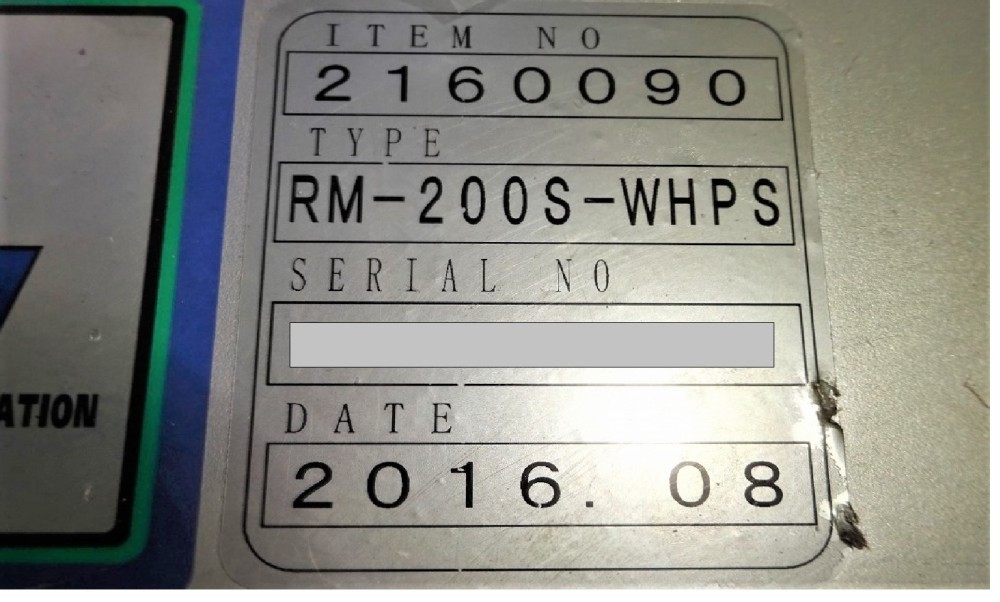 ITEM NO
2160090
TYPE
RM-200S-WHPS
SERIAL NO
DATE
2016. 08
ATION